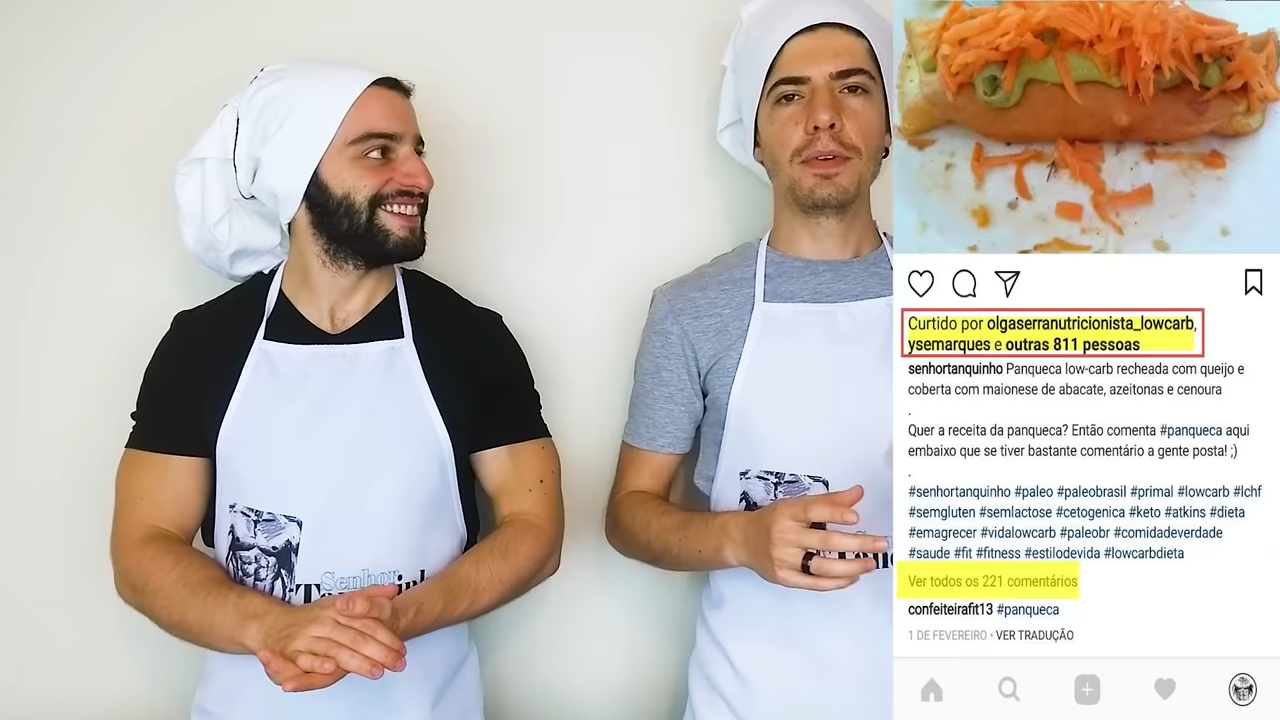 Senhor
Curtido por olgaserranutricionista_lowcarb,
ysemarques e outras 811 pessoas
senhortanquinho Panqueca low-carb recheada com queijo e
coberta com maionese de abacate, azeitonas e cenoura
.
Quer a receita da panqueca? Então comenta #panqueca aqui
embaixo que se tiver bastante comentário a gente posta! ;)
.
#senhortanquinho #paleo #paleobrasil #primal #lowcarb #lchf
#semgluten #semlactose #cetogenica #keto #atkins #dieta
#emagrecer #vidalowcarb #paleobr #comidadeverdade
#saude #fit #fitness #estilodevida #lowcarbdieta
Ver todos os 221 comentários
confeiteirafit13 #panqueca
1 DE FEVEREIRO • VER TRADUÇÃO